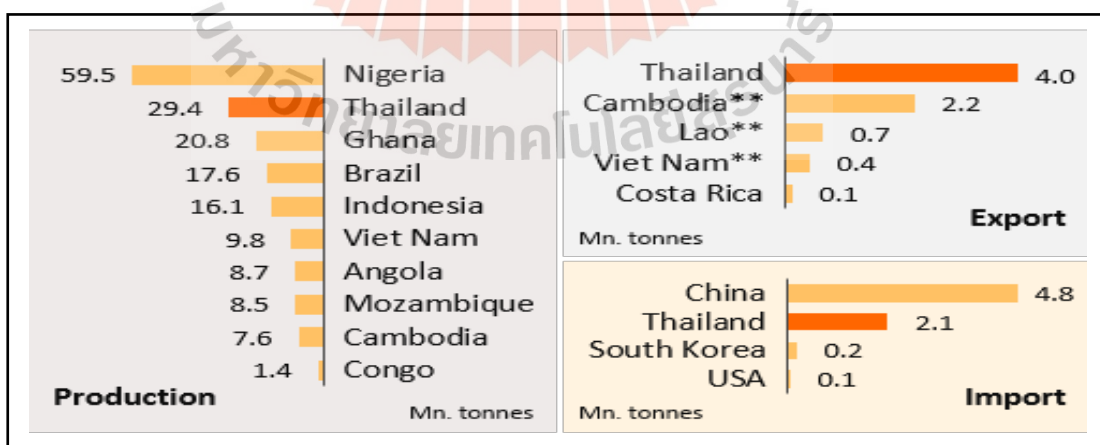 59.5 Nigeria
29.4 Thailand
20.8 Ghana
17.6 Brazil
16.1 Indonesia
9.8 Viet Nam
8.7 Angola
8.5 Mozambique
7.6 Cambodia
1.4 Congo
Production
Mn. tonnes
Thailand 4.0
Cambodia** 2.2
Lao** 0.7
Viet Nam** 0.4
Costa Rica 0.1
Export
Mn. tonnes
China 4.8
Thailand 2.1
South Korea 0.2
USA 0.1
Import
Mn. tonnes